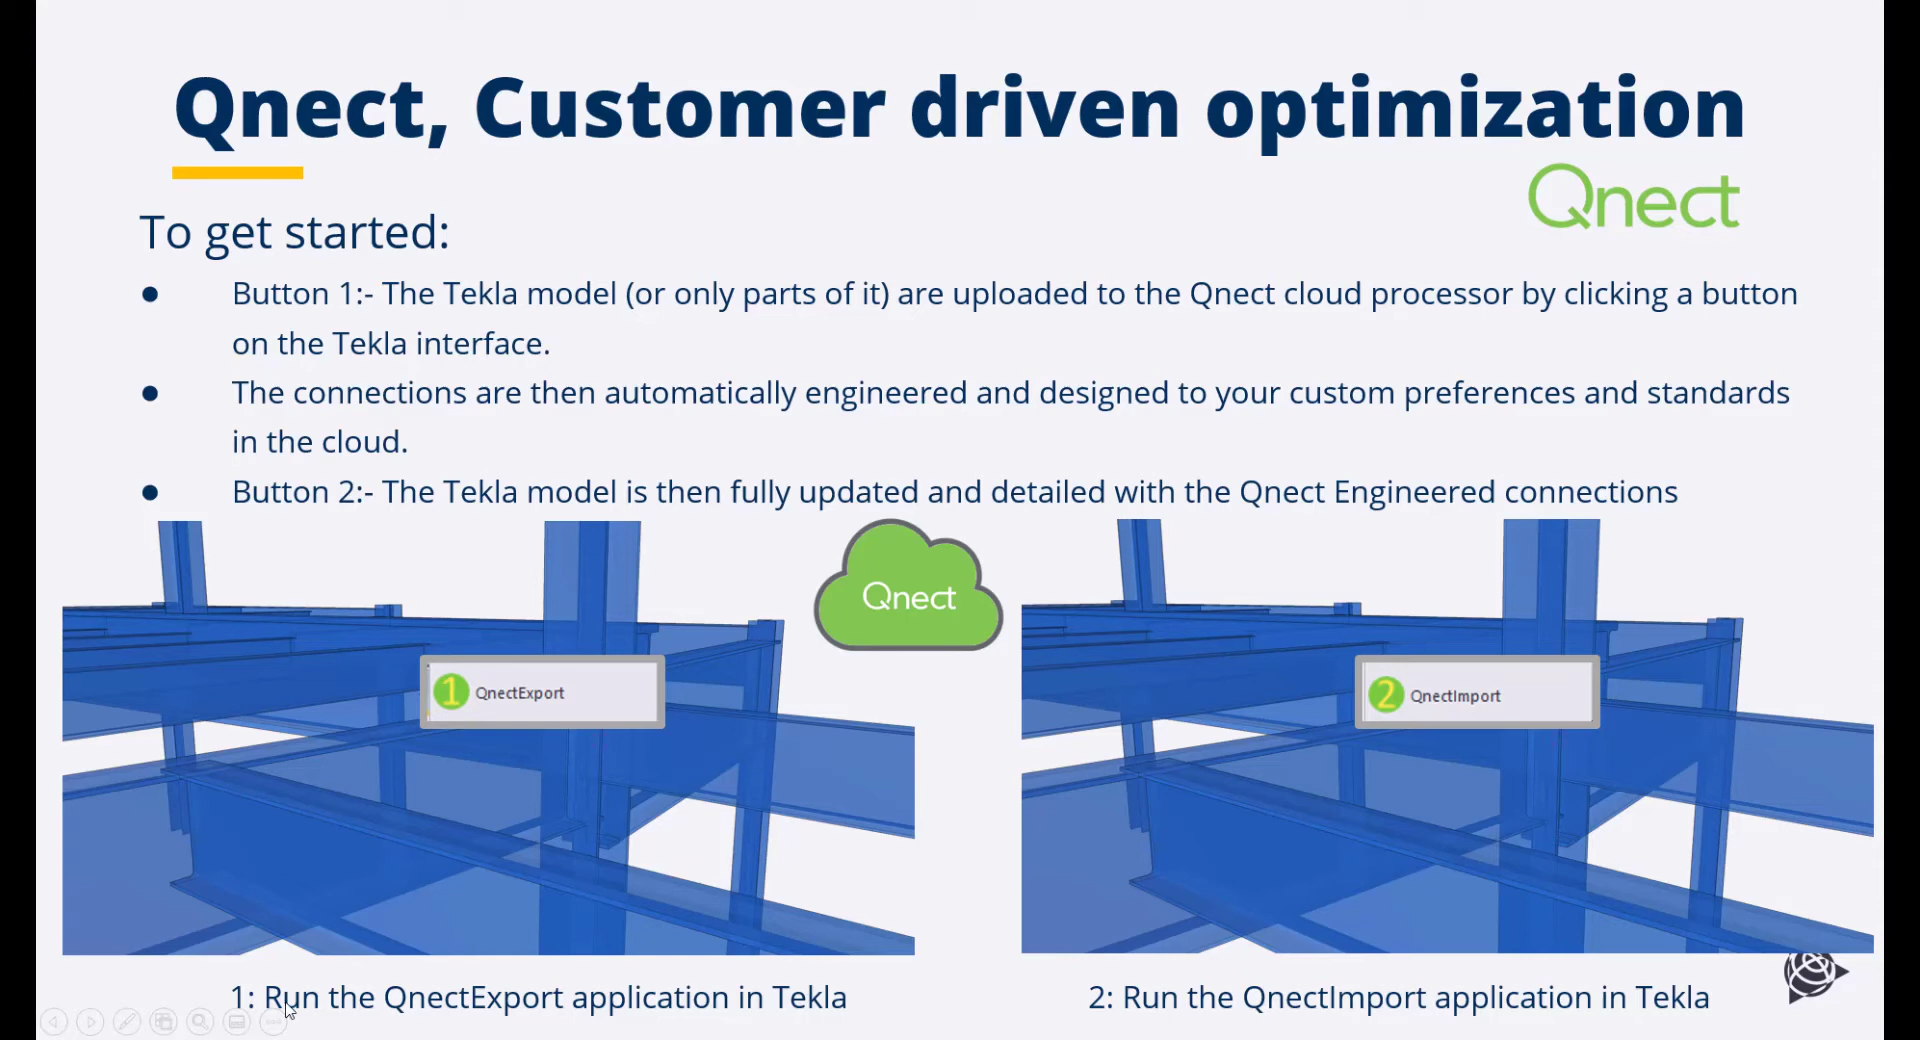 Qnect, Customer driven optimization
Qnect
To get started:
● Button 1:- The Tekla model (or only parts of it) are uploaded to the Qnect cloud processor by clicking a button
on the Tekla interface.
● The connections are then automatically engineered and designed to your custom preferences and standards
in the cloud.
● Button 2:- The Tekla model is then fully updated and detailed with the Qnect Engineered connections
Qnect
1 QnectExport
2 QnectImport
1: Run the QnectExport application in Tekla
2: Run the QnectImport application in Tekla